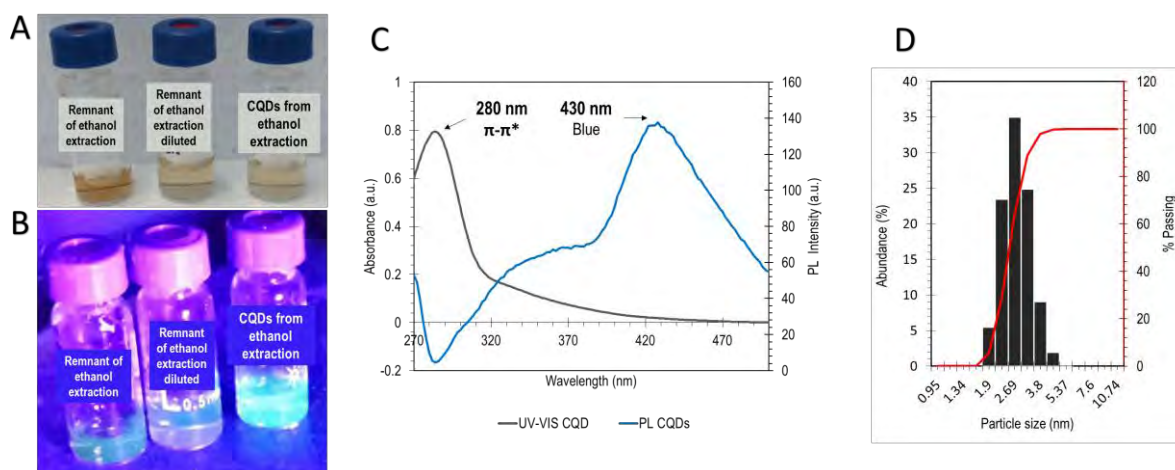 A
Remnant
of ethanol
extraction
Remnant
of ethanol
extraction
diluted
CQDs from
ethanol
extraction
B
Remnant of
ethanol
extraction
Remnant
of ethanol
extraction
diluted
0.5
CQDs from
ethanol
extraction
C
280 nm
π-π*
430 nm
Blue
Absorbance (a.u.)
1
0.8
0.6
0.4
0.2
0
-0.2
270 320 370 420 470
Wavelength (nm)
160
140
120
100
80
60
40
20
0
PL Intensity (a.u.)
UV-VIS CQD PL CQDs
D
Abundance (%)
40
35
30
25
20
15
10
5
0
0.95 1.34 1.9 2.69 3.8 5.37 7.6 10.74
Particle size (nm)
120
100
80
60
40
20
0
% Passing